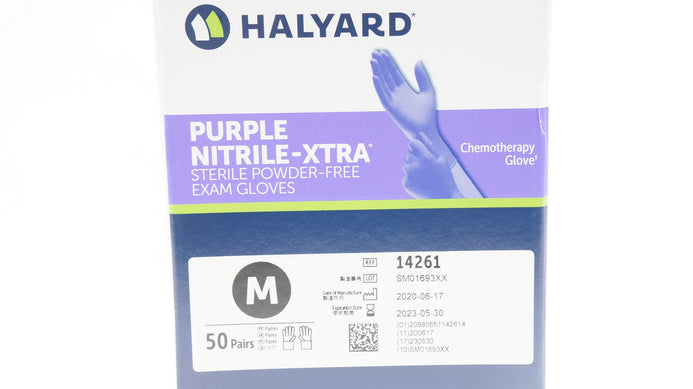 HALYARD*
PURPLE
NITRILE-XTRA*
STERILE POWDER-FREE
EXAM GLOVES
Chemotherapy
Glove
M
50 Pairs
REF 14261
LOT SM01693XX
Date of Manufacture
2020-06-17
Expiration Date
2023-05-30
(01)20680651142614
(11)200617
(17)230530
(10)SM01693XX